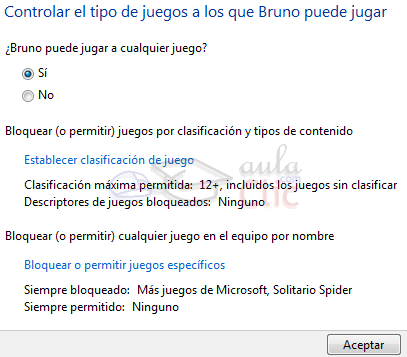 Controlar el tipo de juegos a los que Bruno puede jugar
¿Bruno puede jugar a cualquier juego?
Sí
No
Bloquear (o permitir) juegos por clasificación y tipos de contenido
Establecer clasificación de juego
Clasificación máxima permitida: 12+, incluidos los juegos sin clasificar
Descriptores de juegos bloqueados: Ninguno
aula
.com
clic
Bloquear (o permitir) cualquier juego en el equipo por nombre
Bloquear o permitir juegos específicos
Siempre bloqueado: Más juegos de Microsoft, Solitario Spider
Siempre permitido: Ninguno
Aceptar